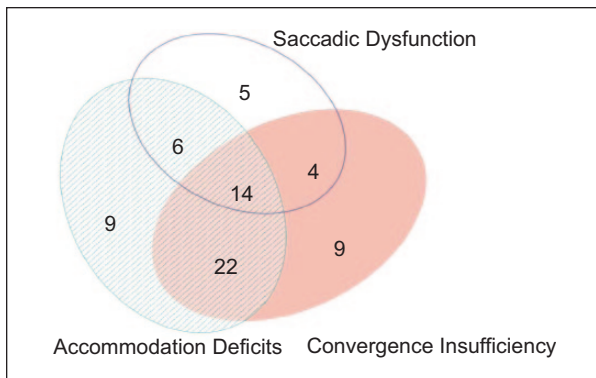 Saccadic Dysfunction
5
6
4
14
9
22
9
Accommodation Deficits
Convergence Insufficiency